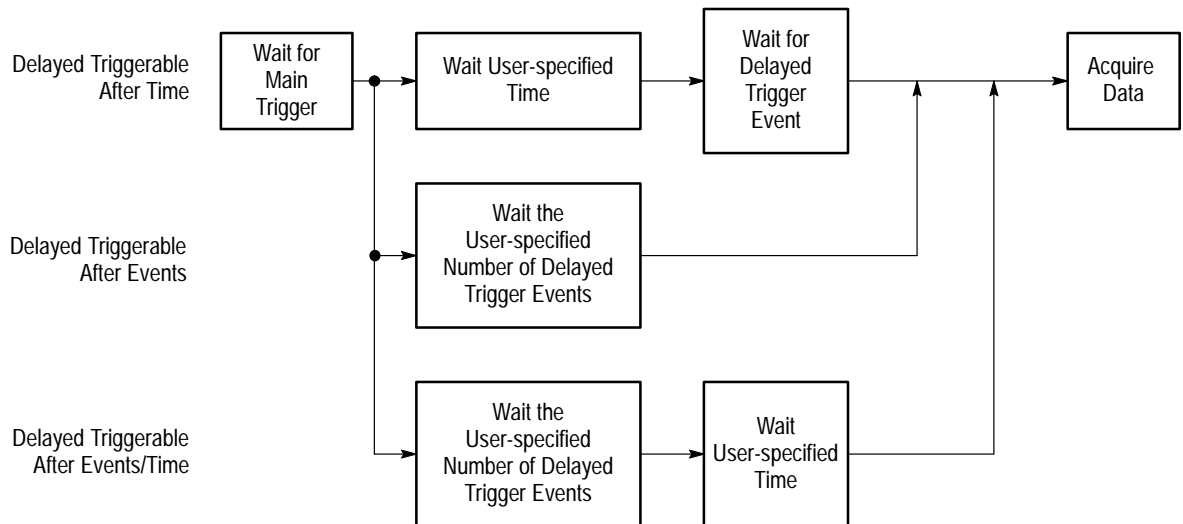 Delayed Triggerable
After Time
Wait for
Main
Trigger
Wait User-specified
Time
Wait for
Delayed
Trigger
Event
Acquire
Data
Delayed Triggerable
After Events
Wait the
User-specified
Number of Delayed
Trigger Events
Delayed Triggerable
After Events/Time
Wait the
User-specified
Number of Delayed
Trigger Events
Wait
User-specified
Time